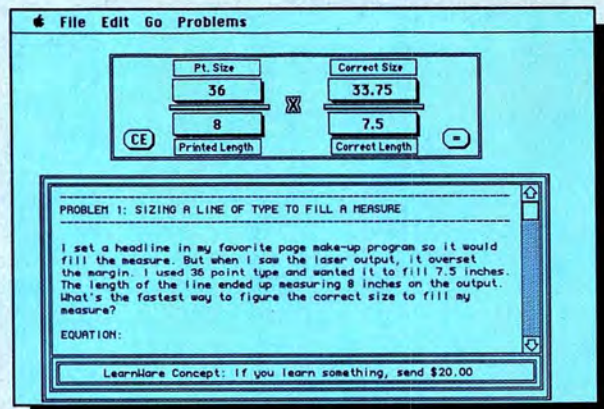 File Edit Go Problems
Pt. Size Correct Size
36 33.75
X
8 7.5
CE =
Printed Length Correct Length
PROBLEM 1: SIZING A LINE OF TYPE TO FILL A MEASURE
I set a headline in my favorite page make-up program so it would
fill the measure. But when I saw the laser output, it overset
the margin. I used 36 point type and wanted it to fill 7.5 inches.
The length of the line ended up measuring 8 inches on the output.
What's the fastest way to figure the correct size to fill my
measure?
EQUATION:
LearnWare Concept: If you learn something, send $20.00